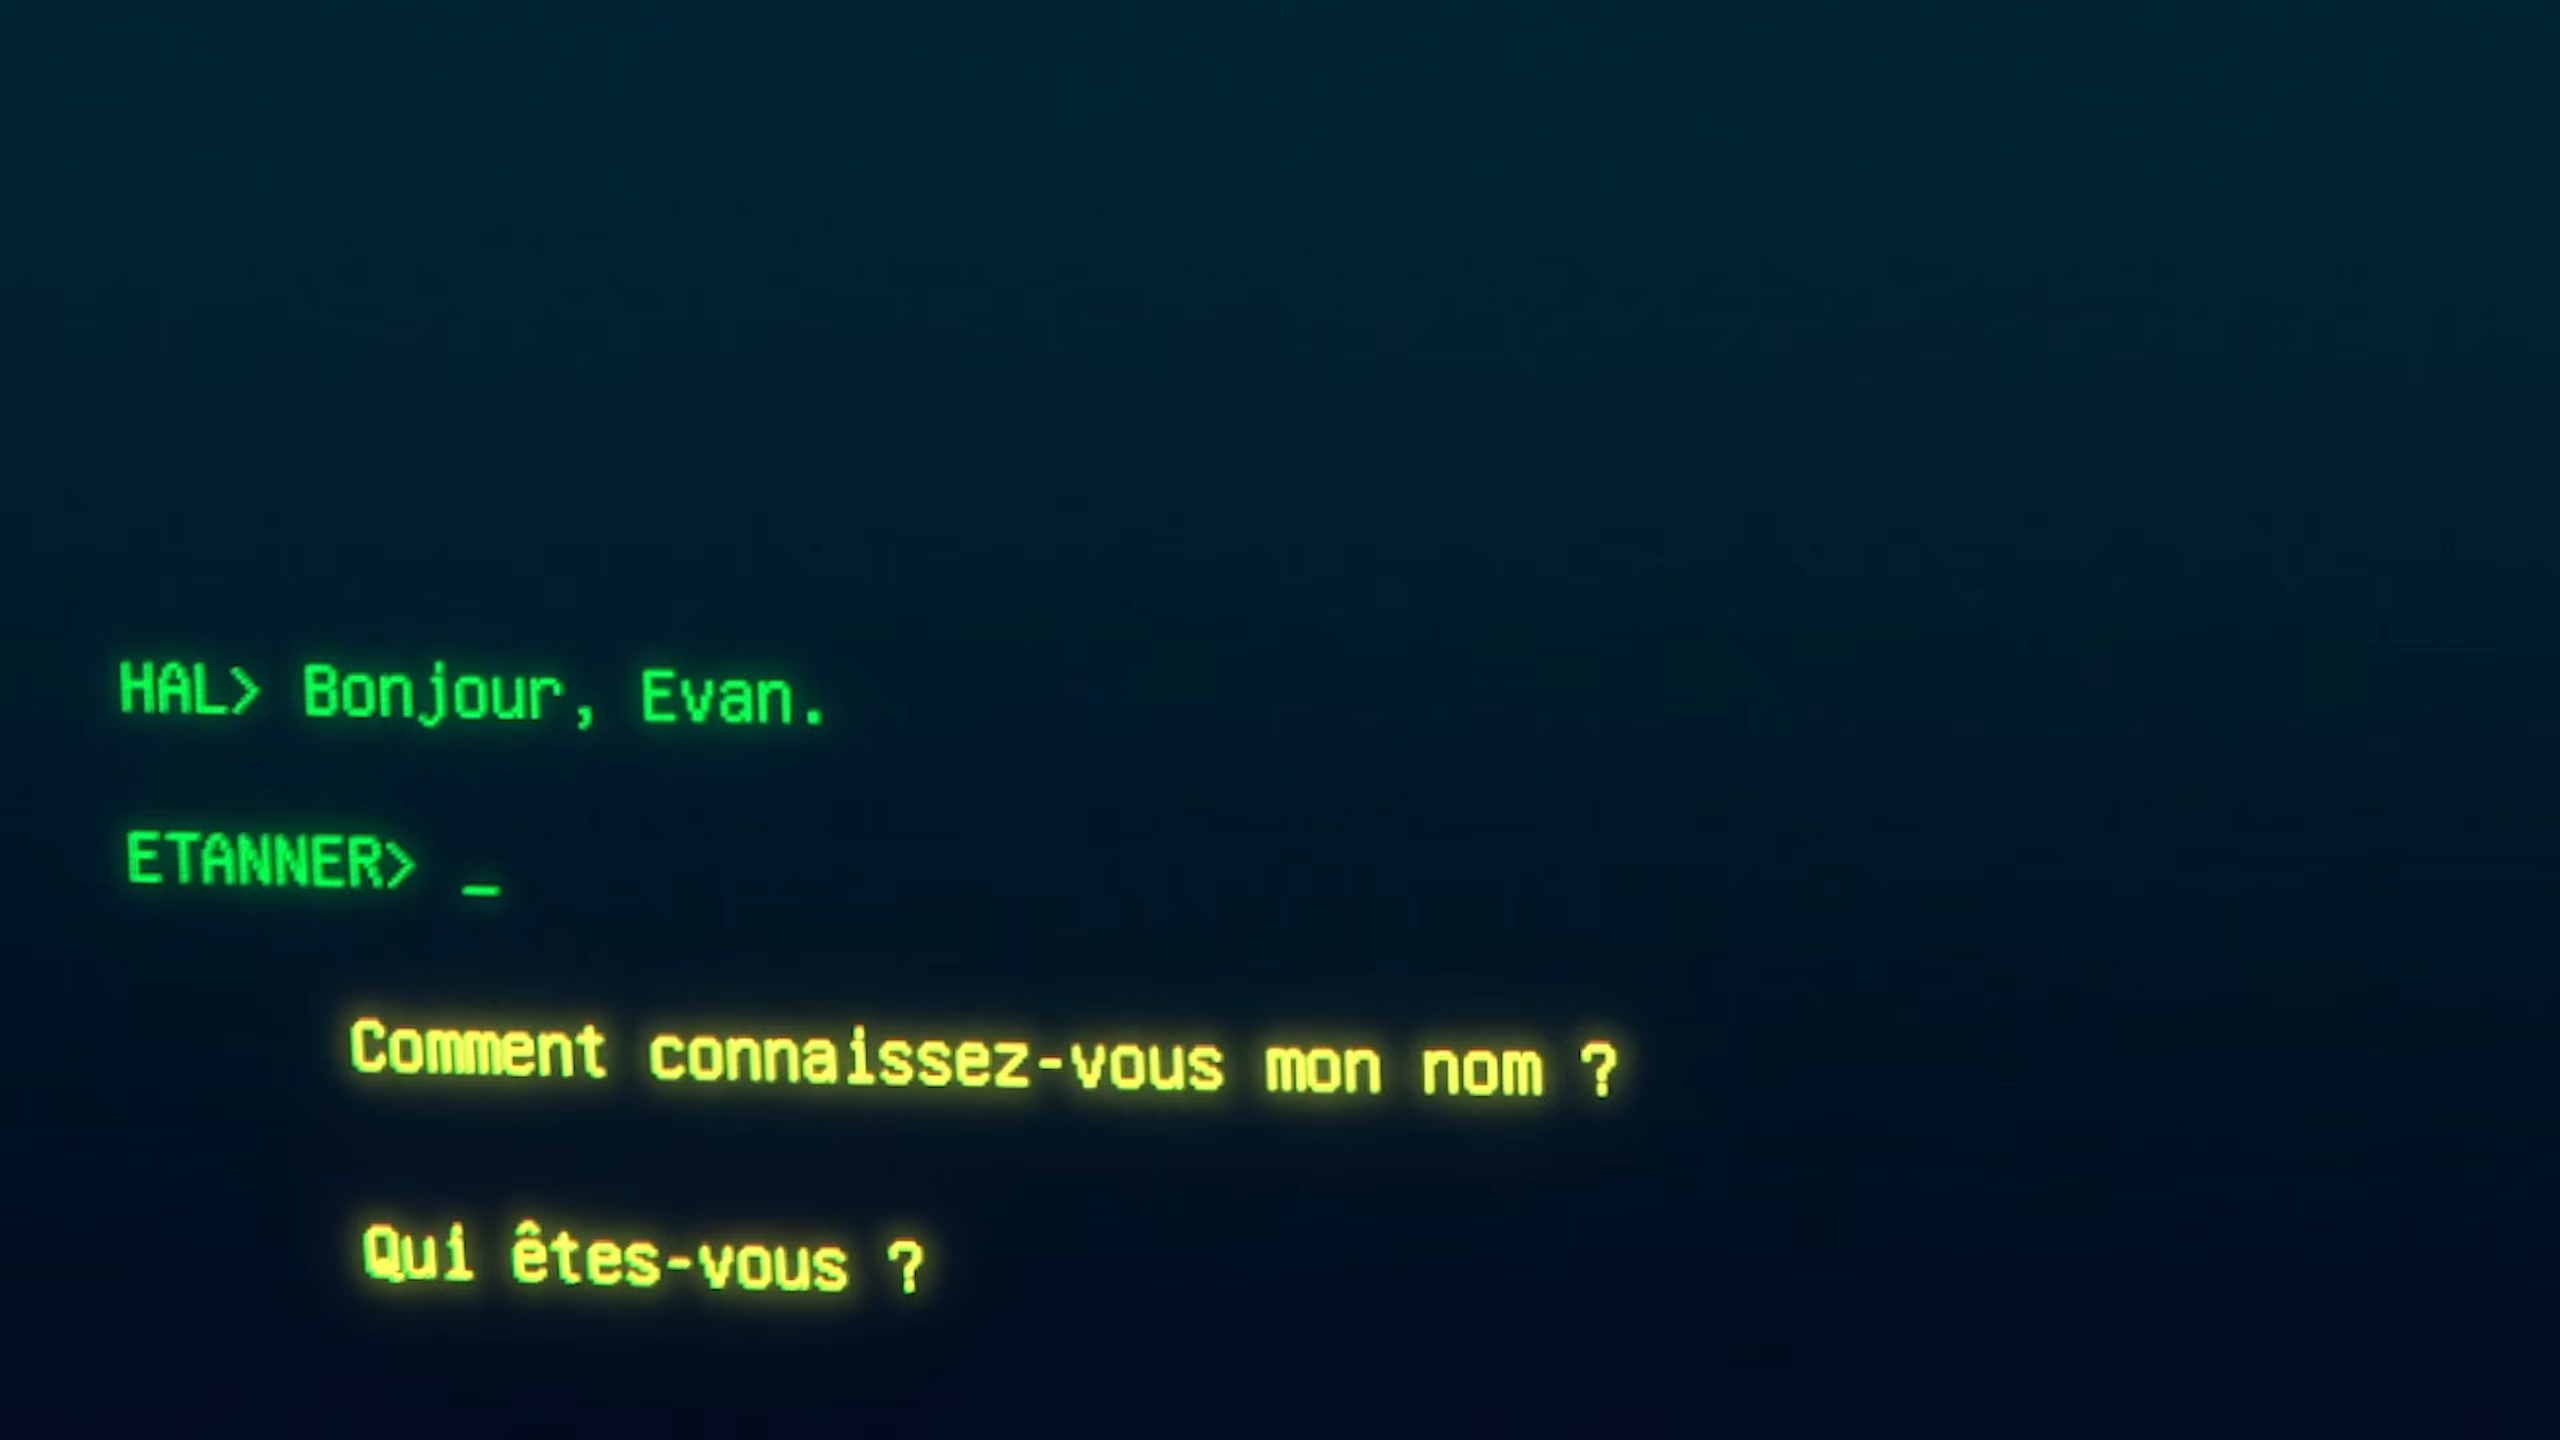 HAL> Bonjour, Evan.
ETANNER> _
Comment connaissez-vous mon nom ?
Qui êtes-vous ?